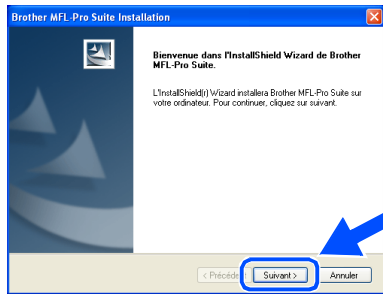 Brother MFL-Pro Suite Installation
Bienvenue dans l'InstallShield Wizard de Brother
MFL-Pro Suite.
L'InstallShield(r) Wizard installera Brother MFL-Pro Suite sur
votre ordinateur. Pour continuer, cliquez sur suivant.
< Précédent Suivant > Annuler